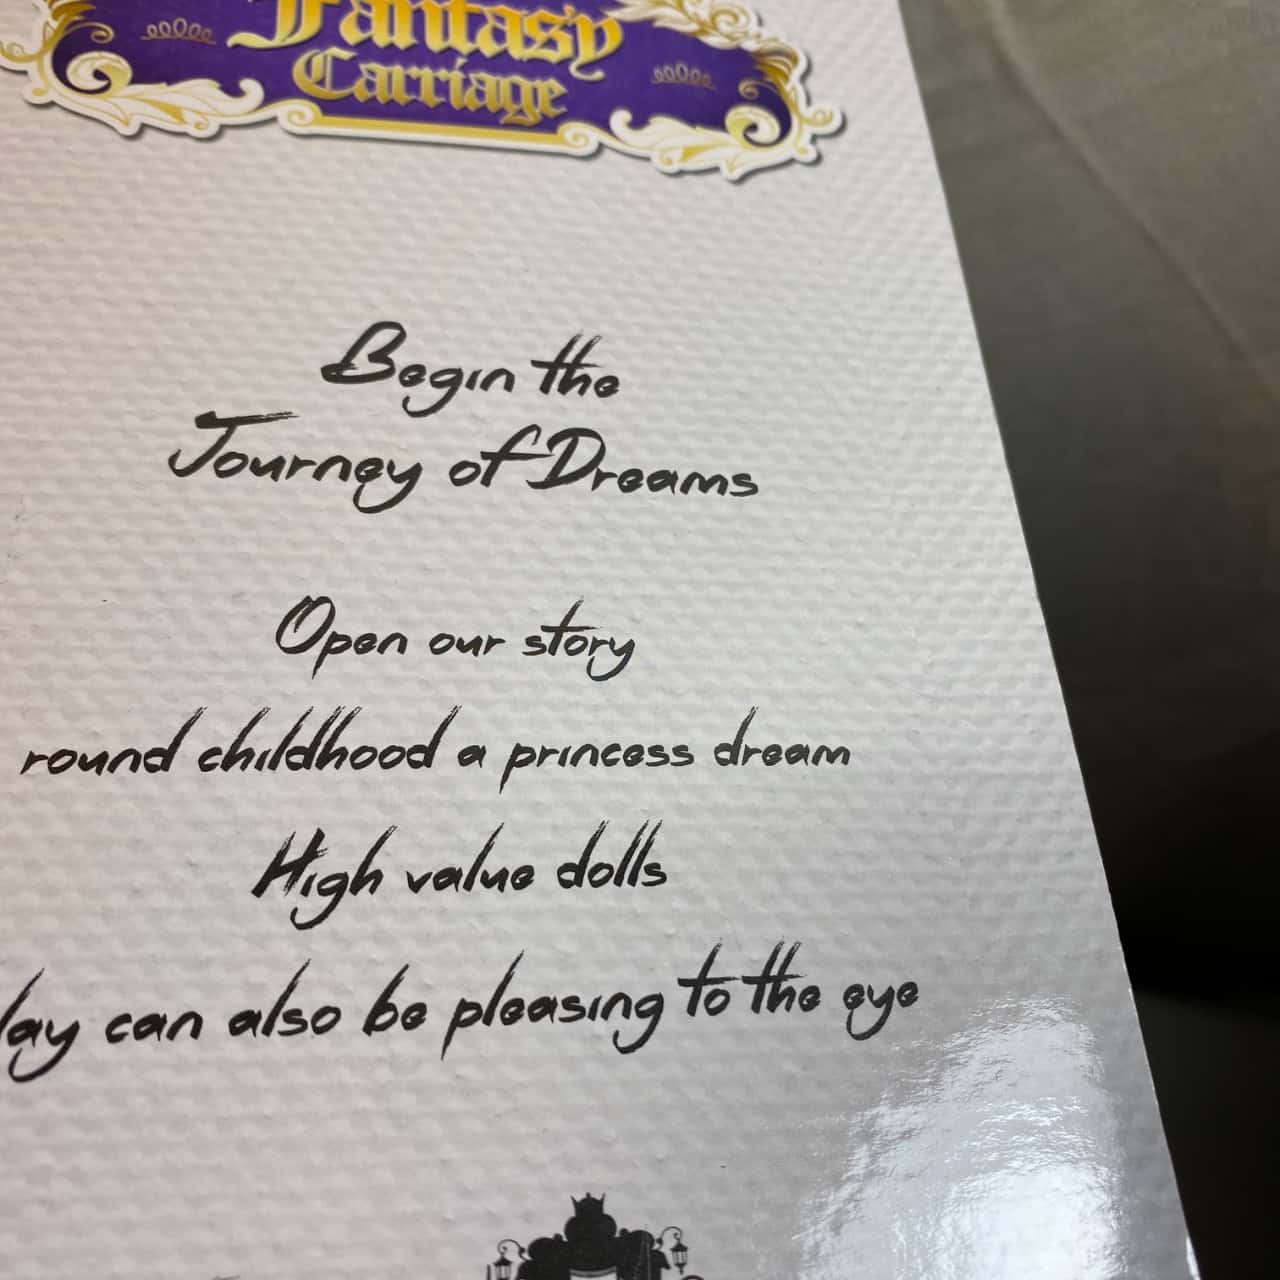 Fantasy
Carriage
Begin the
Journey of Dreams
Open our story
round childhood a princess dream
High value dolls
lay can also be pleasing to the eye